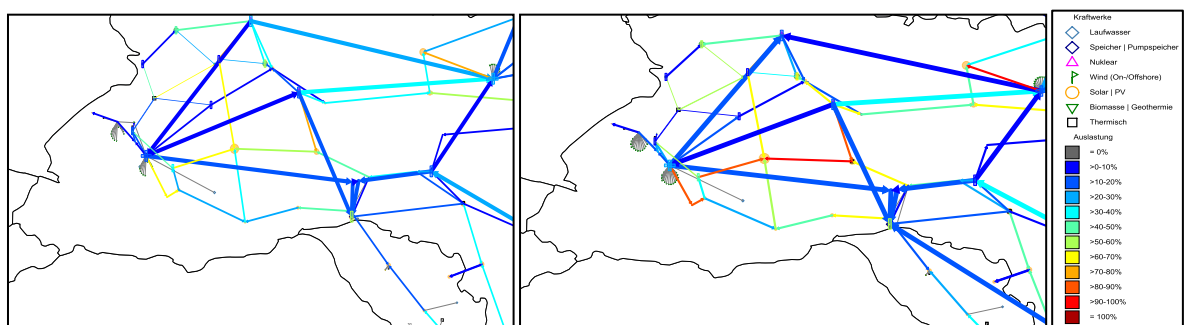 Kraftwerke
Laufwasser
Speicher | Pumpspeicher
Nuklear
Wind (On-/Offshore)
Solar | PV
Biomasse | Geothermie
Thermisch
Auslastung
= 0%
>0-10%
>10-20%
>20-30%
>30-40%
>40-50%
>50-60%
>60-70%
>70-80%
>80-90%
>90-100%
= 100%